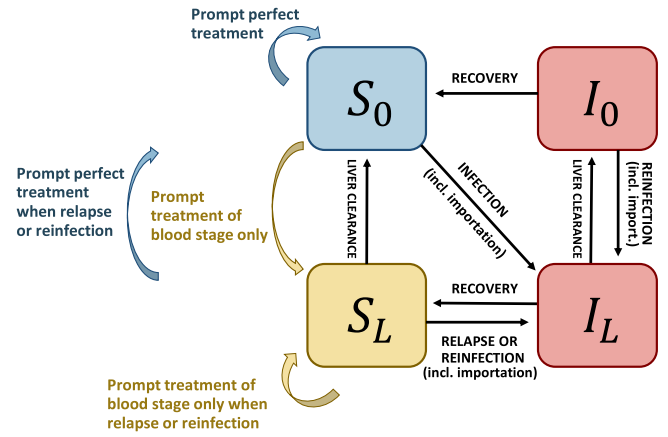 Prompt perfect
treatment
S0
RECOVERY
I0
Prompt perfect
treatment
when relapse
or reinfection
Prompt
treatment of
blood stage only
LIVER CLEARANCE
INFECTION
(incl. importation)
LIVER CLEARANCE
REINFECTION
(incl. import.)
SL
RECOVERY
RELAPSE OR
REINFECTION
(incl. importation)
IL
Prompt treatment of
blood stage only when
relapse or reinfection